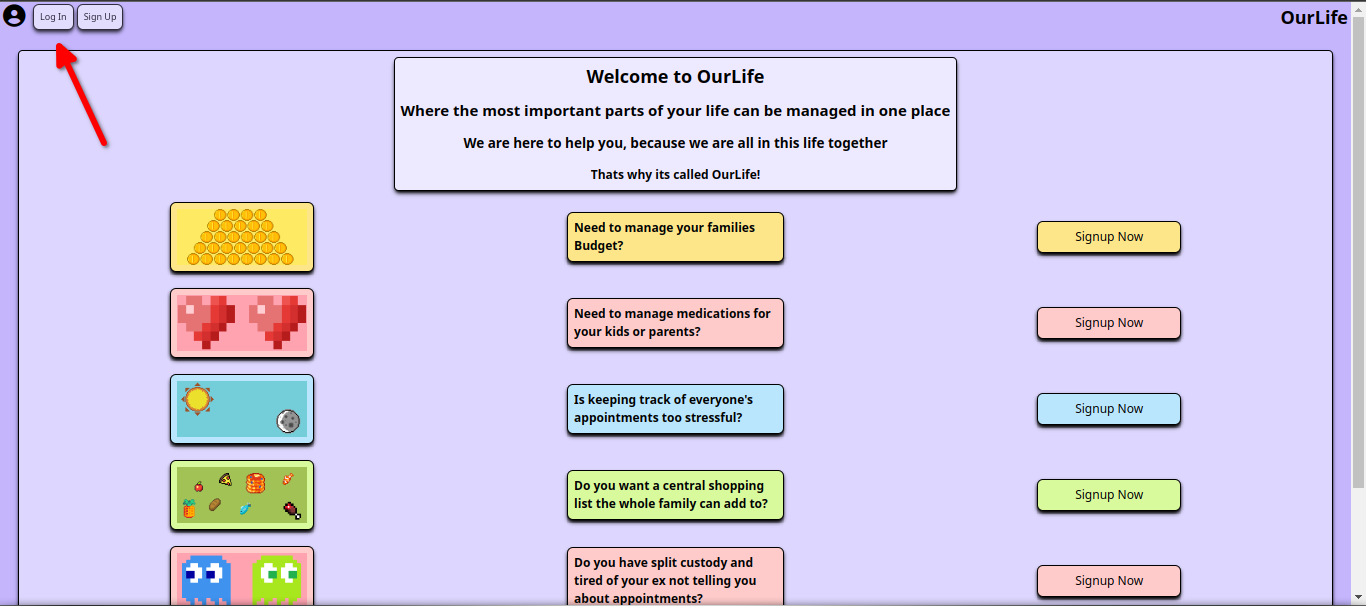 Log In
Sign Up
OurLife
Welcome to OurLife
Where the most important parts of your life can be managed in one place
We are here to help you, because we are all in this life together
Thats why its called OurLife!
Need to manage your families
Budget?
Signup Now
Need to manage medications for
your kids or parents?
Signup Now
Is keeping track of everyone's
appointments too stressful?
Signup Now
Do you want a central shopping
list the whole family can add to?
Signup Now
Do you have split custody and
tired of your ex not telling you
about appointments?
Signup Now